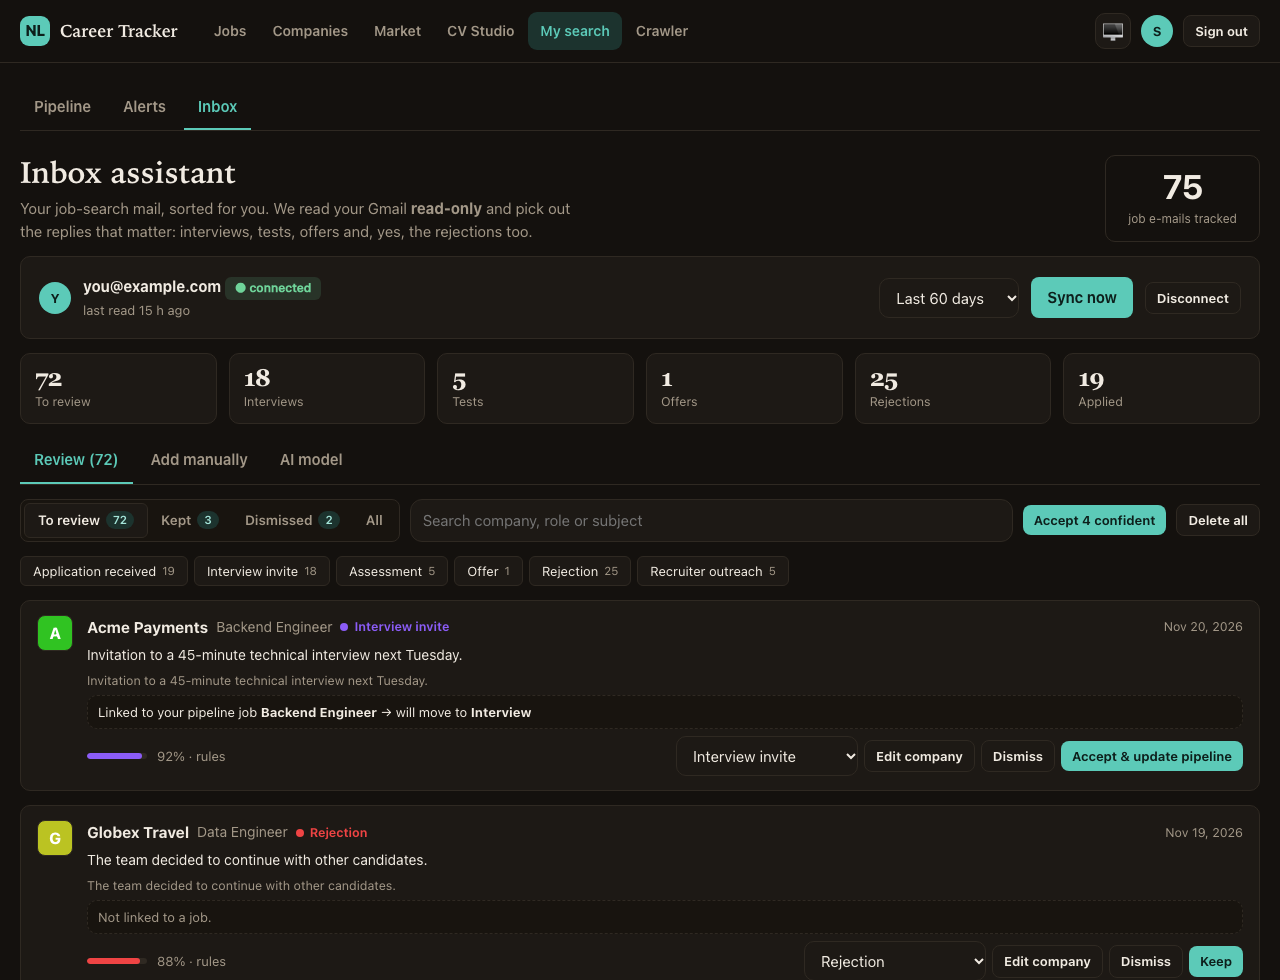 NL Career Tracker Jobs Companies Market CV Studio My search Crawler S Sign out
Pipeline Alerts Inbox
Inbox assistant
Your job-search mail, sorted for you. We read your Gmail read-only and pick out
the replies that matter: interviews, tests, offers and, yes, the rejections too.
75
job e-mails tracked
Y you@example.com connected
last read 15 h ago
Last 60 days Sync now Disconnect
72 18 5 1 25 19
To review Interviews Tests Offers Rejections Applied
Review (72) Add manually AI model
To review 72 Kept 3 Dismissed 2 All Search company, role or subject Accept 4 confident Delete all
Application received 19 Interview invite 18 Assessment 5 Offer 1 Rejection 25 Recruiter outreach 5
A Acme Payments Backend Engineer Interview invite Nov 20, 2026
Invitation to a 45-minute technical interview next Tuesday.
Invitation to a 45-minute technical interview next Tuesday.
Linked to your pipeline job Backend Engineer → will move to Interview
92% · rules Interview invite Edit company Dismiss Accept & update pipeline
G Globex Travel Data Engineer Rejection Nov 19, 2026
The team decided to continue with other candidates.
The team decided to continue with other candidates.
Not linked to a job.
88% · rules Rejection Edit company Dismiss Keep